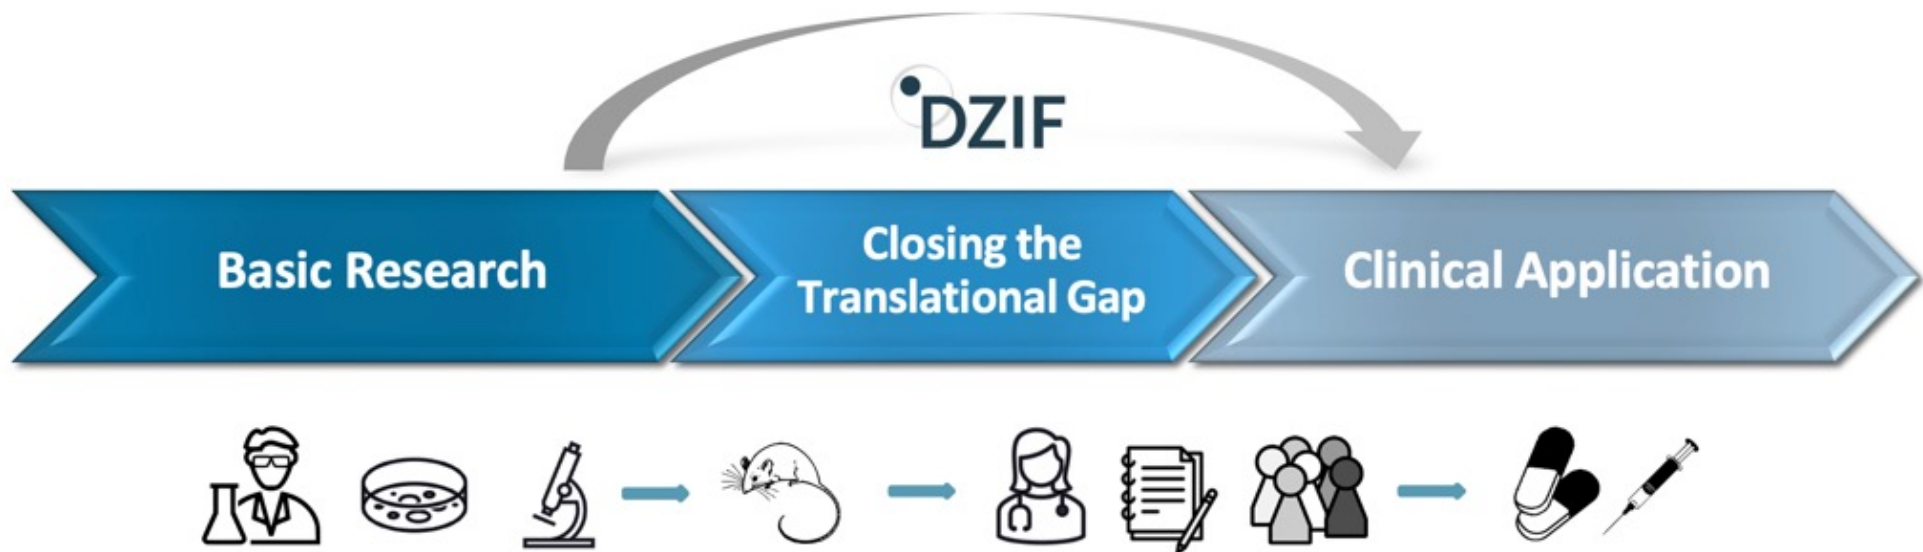 DZIF
Basic Research
Closing the
Translational Gap
Clinical Application